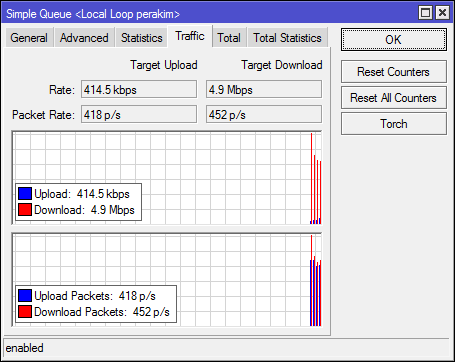 Simple Queue <Local Loop perakim>
General Advanced Statistics Traffic Total Total Statistics
OK
Target Upload Target Download
Reset Counters
Rate: 414.5 kbps 4.9 Mbps
Reset All Counters
Packet Rate: 418 p/s 452 p/s
Torch
Upload: 414.5 kbps
Download: 4.9 Mbps
Upload Packets: 418 p/s
Download Packets: 452 p/s
enabled